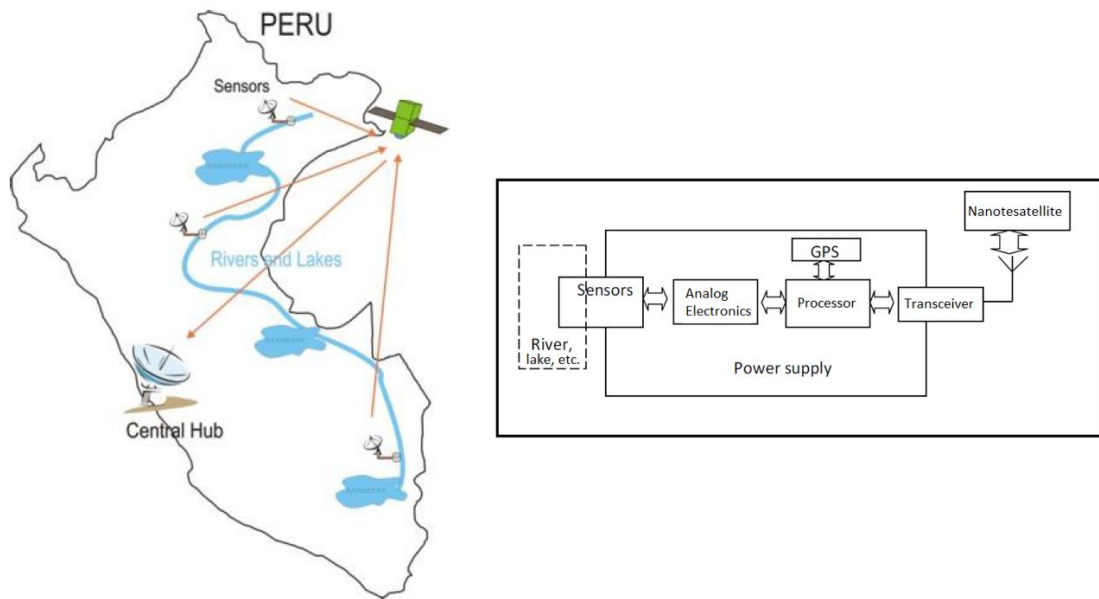 PERU
Sensors
Rivers and Lakes
Central Hub
Nanotesatellite
GPS
Sensors
Analog
Electronics
Processor
Transceiver
River,
lake, etc.
Power supply